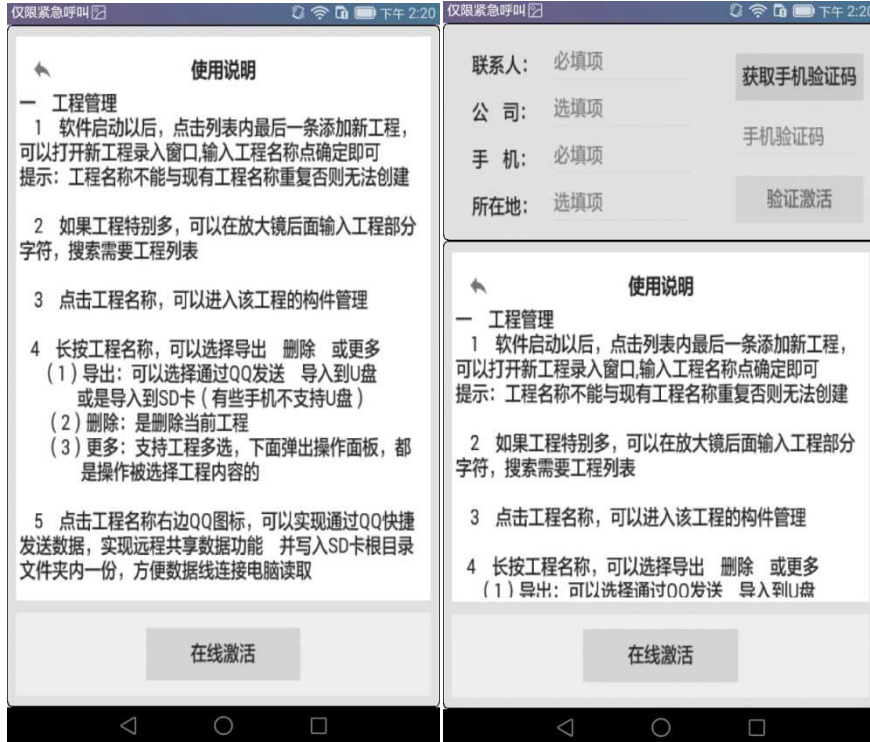 仅限紧急呼叫 下午 2:20
使用说明
一 工程管理
1 软件启动以后，点击列表内最后一条添加新工程，
可以打开新工程录入窗口,输入工程名称点确定即可
提示：工程名称不能与现有工程名称重复否则无法创建
2 如果工程特别多，可以在放大镜后面输入工程部分
字符，搜索需要工程列表
3 点击工程名称，可以进入该工程的构件管理
4 长按工程名称，可以选择导出 删除 或更多
(1)导出：可以选择通过QQ发送 导入到U盘
或是导入到SD卡(有些手机不支持U盘)
(2)删除：是删除当前工程
(3)更多：支持工程多选，下面弹出操作面板，都
是操作被选择工程内容的
5 点击工程名称右边QQ图标，可以实现通过QQ快捷
发送数据，实现远程共享数据功能 并写入SD卡根目录
文件夹内一份，方便数据线连接电脑读取
在线激活
仅限紧急呼叫 下午 2:20
联系人： 必填项
获取手机验证码
公 司： 选填项
手机验证码
手 机： 必填项
所在地： 选填项
验证激活
使用说明
一 工程管理
1 软件启动以后，点击列表内最后一条添加新工程，
可以打开新工程录入窗口,输入工程名称点确定即可
提示：工程名称不能与现有工程名称重复否则无法创建
2 如果工程特别多，可以在放大镜后面输入工程部分
字符，搜索需要工程列表
3 点击工程名称，可以进入该工程的构件管理
4 长按工程名称，可以选择导出 删除 或更多
(1)导出：可以选择通过QQ发送 导入到U盘
在线激活